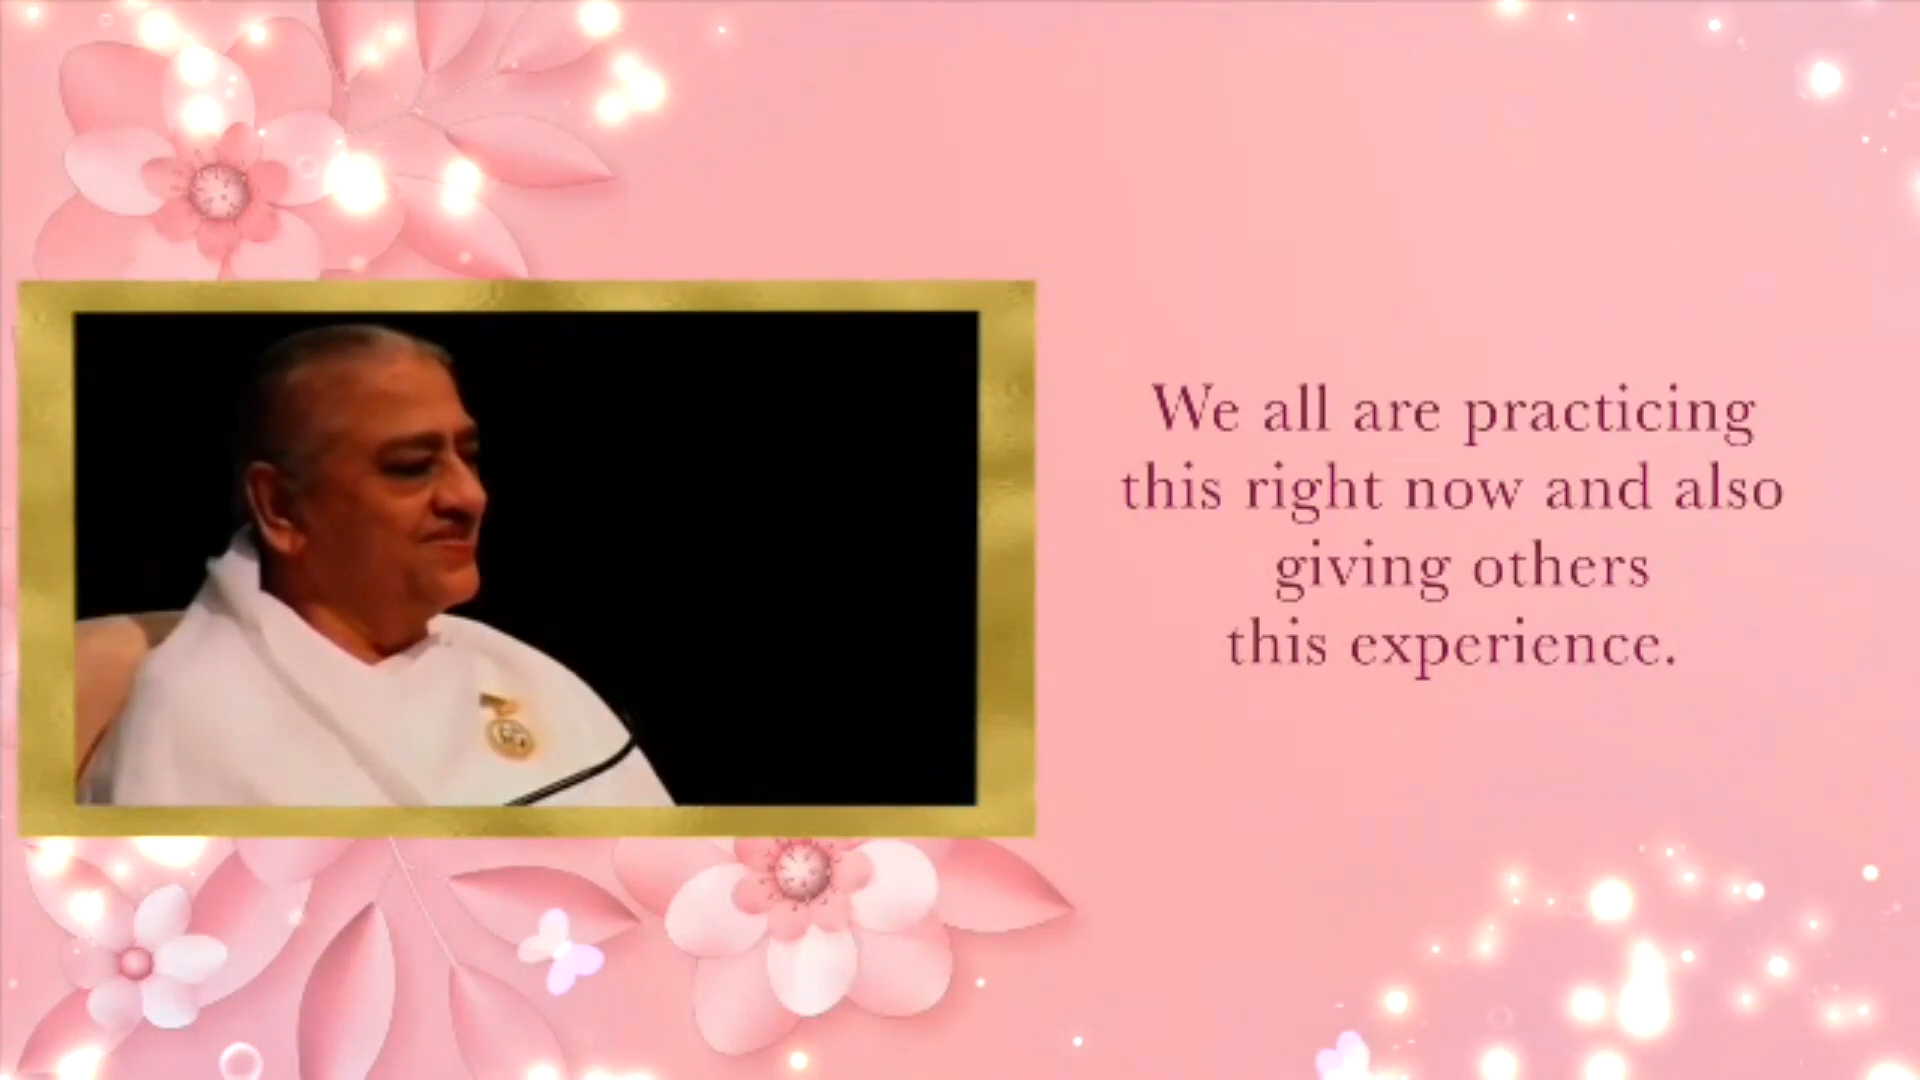 We all are practicing
this right now and also
giving others
this experience.